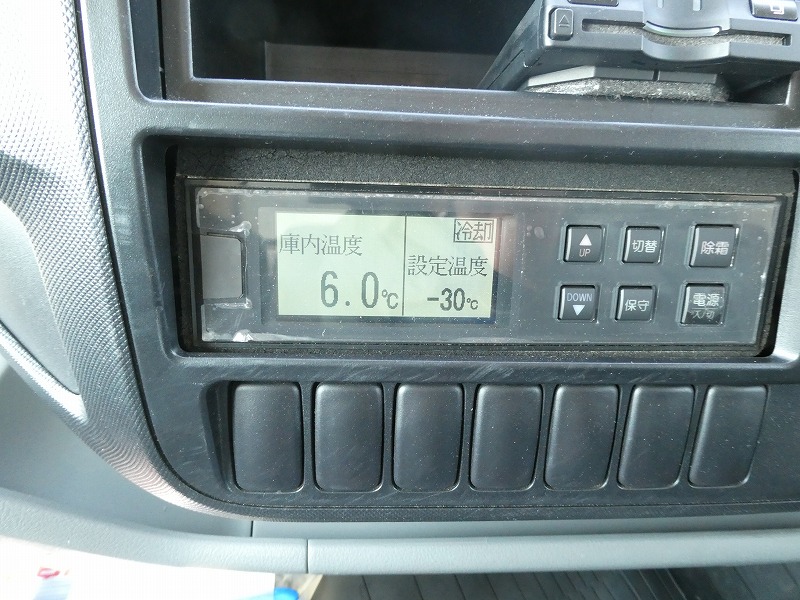 冷却
庫内温度
設定温度
6.0℃
-30℃
▲
UP
切替
除霜
DOWN
▼
保守
電源
入/切